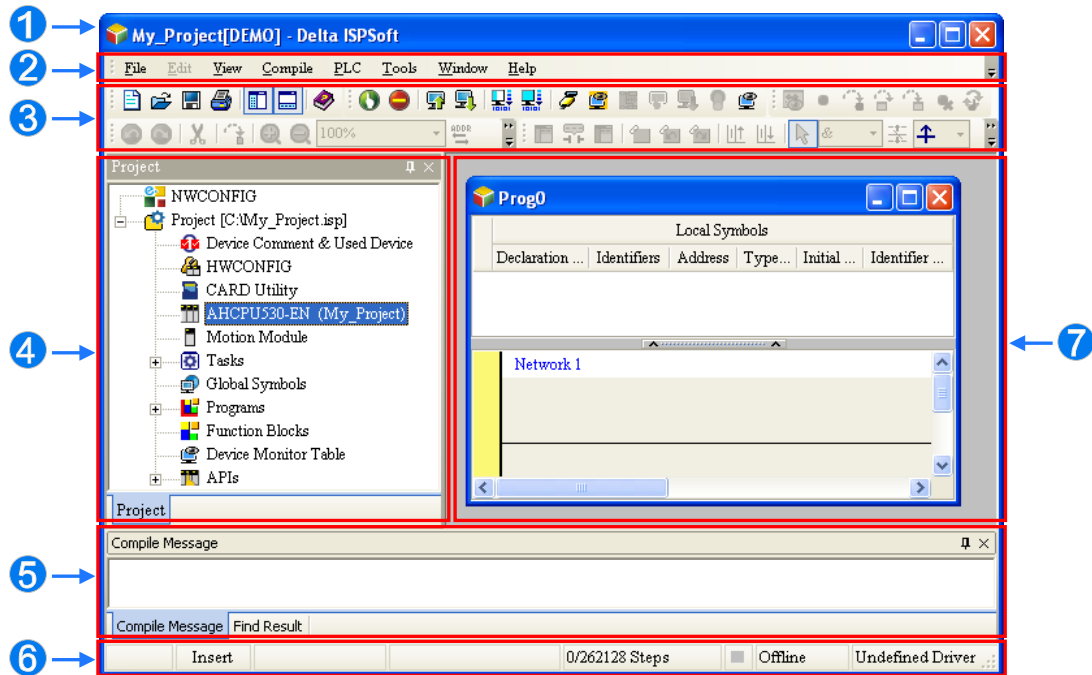 1
My_Project[DEMO] - Delta ISPSoft
2
File Edit View Compile PLC Tools Window Help
3
100% ADDR &
Project
NWCONFIG
Project [C:\My_Project.isp]
Device Comment & Used Device
HWCONFIG
CARD Utility
AHCPU530-EN (My_Project)
Motion Module
4
Tasks
Global Symbols
Programs
Function Blocks
Device Monitor Table
APIs
Project
Prog0
Local Symbols
Declaration ... Identifiers Address Type... Initial ... Identifier ...
7
Network 1
Compile Message
5
Compile Message Find Result
6
Insert 0/262128 Steps Offline Undefined Driver